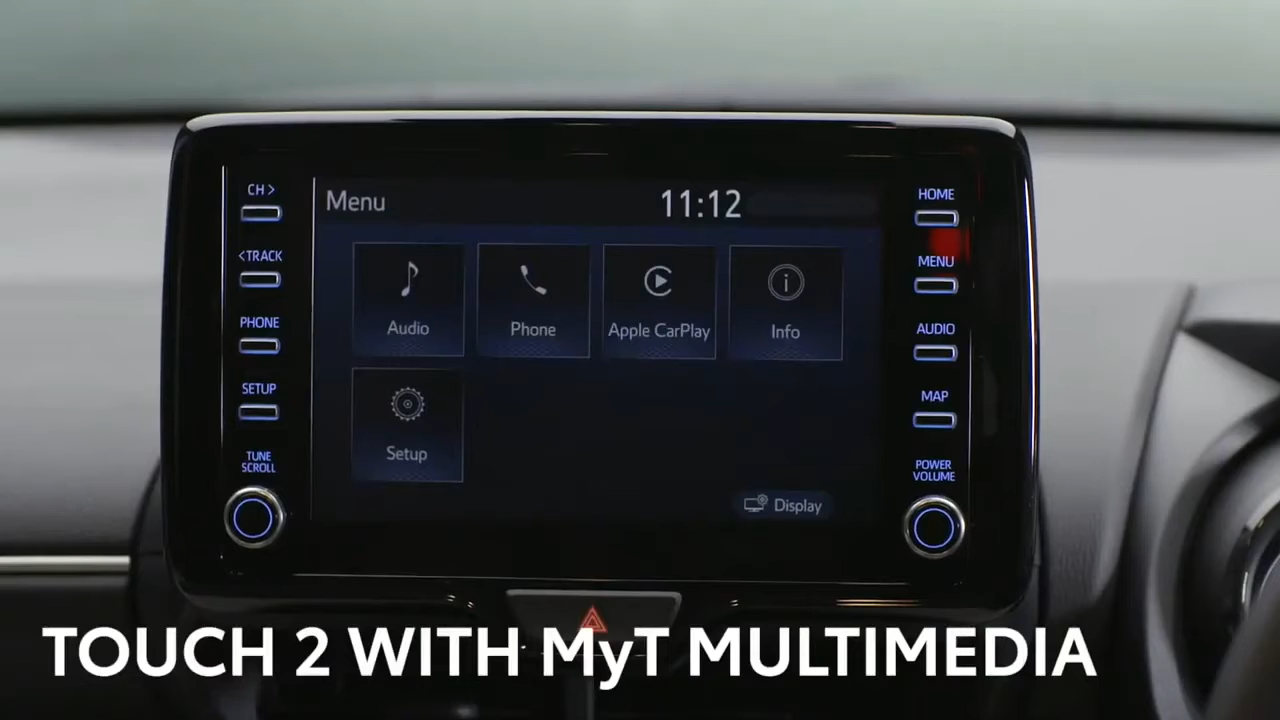 CH >
< TRACK
PHONE
SETUP
TUNE
SCROLL
Menu
11:12
Audio
Phone
Apple CarPlay
Info
Setup
Display
HOME
MENU
AUDIO
MAP
POWER
VOLUME
TOUCH 2 WITH MyT MULTIMEDIA